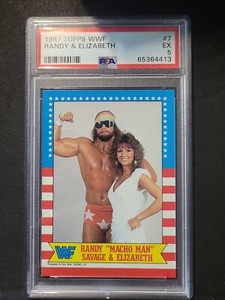 1987 TOPPS WWF #7
RANDY & ELIZABETH EX
5
PSA 65364413
WF RANDY "MACHO MAN"
SAVAGE & ELIZABETH